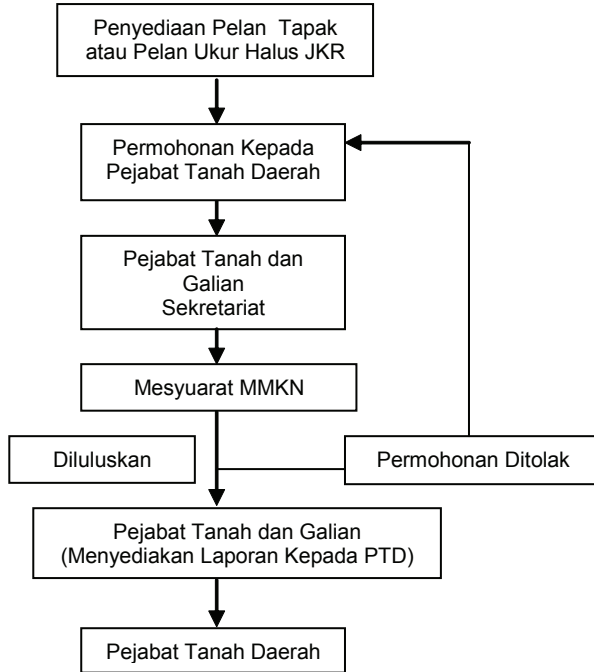 Penyediaan Pelan Tapak
atau Pelan Ukur Halus JKR
Permohonan Kepada
Pejabat Tanah Daerah
Pejabat Tanah dan
Galian
Sekretariat
Mesyuarat MMKN
Diluluskan
Permohonan Ditolak
Pejabat Tanah dan Galian
(Menyediakan Laporan Kepada PTD)
Pejabat Tanah Daerah